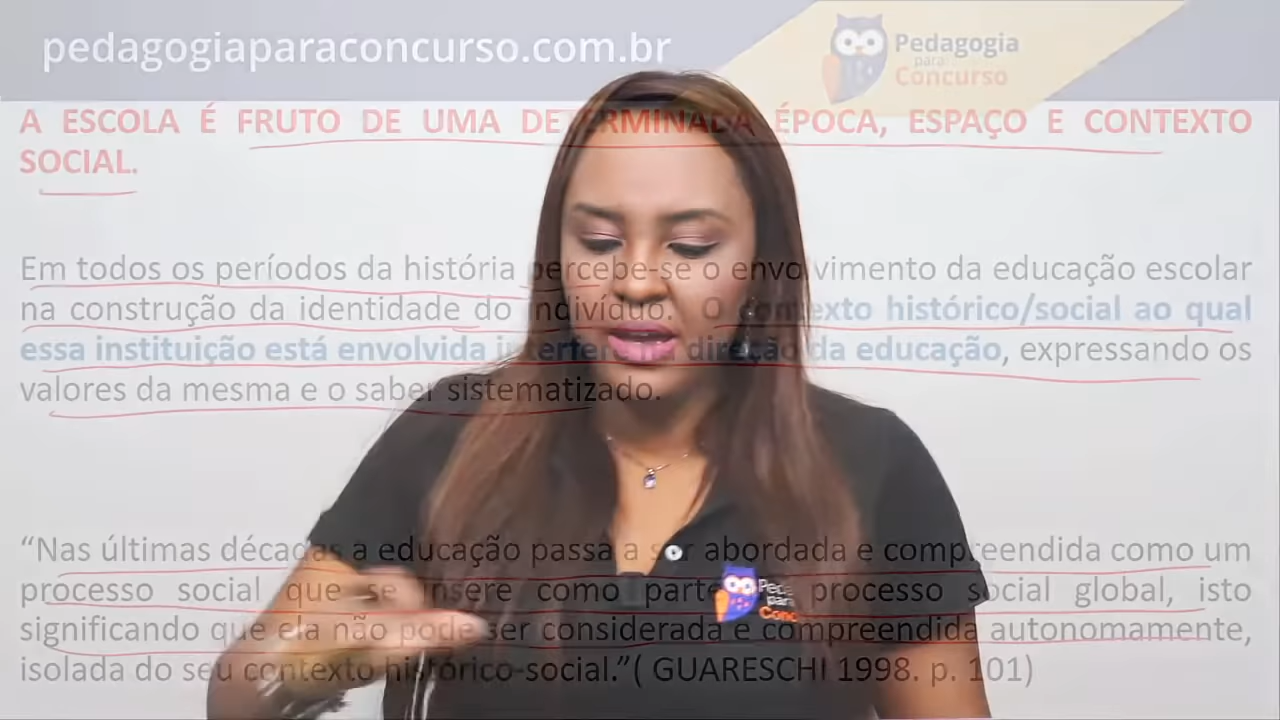 pedagogiaparaconcurso.com.br
Pedagogia
para
Concurso
A ESCOLA É FRUTO DE UMA DETERMINADA ÉPOCA, ESPAÇO E CONTEXTO
SOCIAL.
Em todos os períodos da história percebe-se o envolvimento da educação escolar
na construção da identidade do indivíduo. O contexto histórico/social ao qual
essa instituição está envolvida interfere direção da educação, expressando os
valores da mesma e o saber sistematizado.
“Nas últimas décadas a educação passa a ser abordada e compreendida como um
processo social que se insere como parte processo social global, isto
significando que ela não pode ser considerada e compreendida autonomamente,
isolada do seu contexto histórico-social.”( GUARESCHI 1998. p. 101)